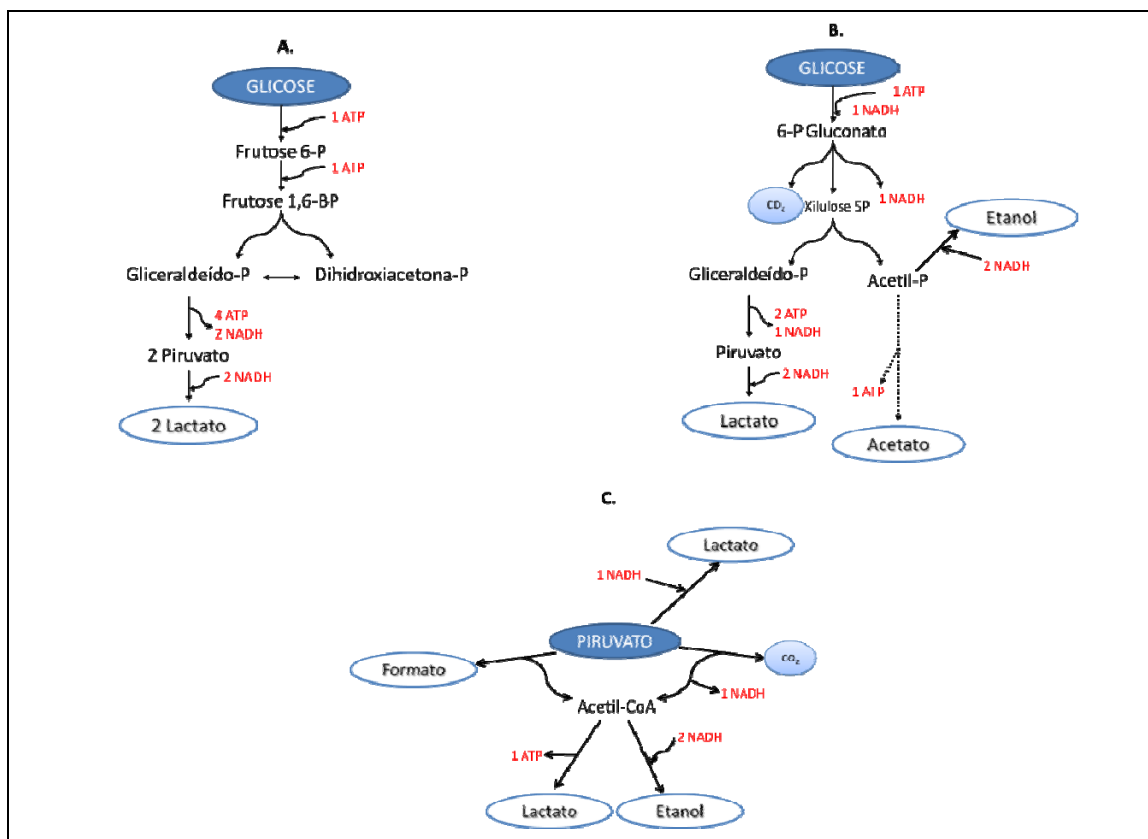 A.
GLICOSE
1 ATP
Frutose 6-P
1 ATP
Frutose 1,6-BP
Gliceraldeído-P
Dihidroxiacetona-P
4 ATP
2 NADH
2 Piruvato
2 NADH
2 Lactato
B.
GLICOSE
1 ATP
1 NADH
6-P Gluconato
CO2
Xilulose 5P
1 NADH
Etanol
2 NADH
Gliceraldeído-P
Acetil-P
2 ATP
1 NADH
Piruvato
2 NADH
1 ATP
Lactato
Acetato
C.
Lactato
1 NADH
PIRUVATO
Formato
CO2
1 NADH
Acetil-CoA
2 NADH
1 ATP
Lactato
Etanol